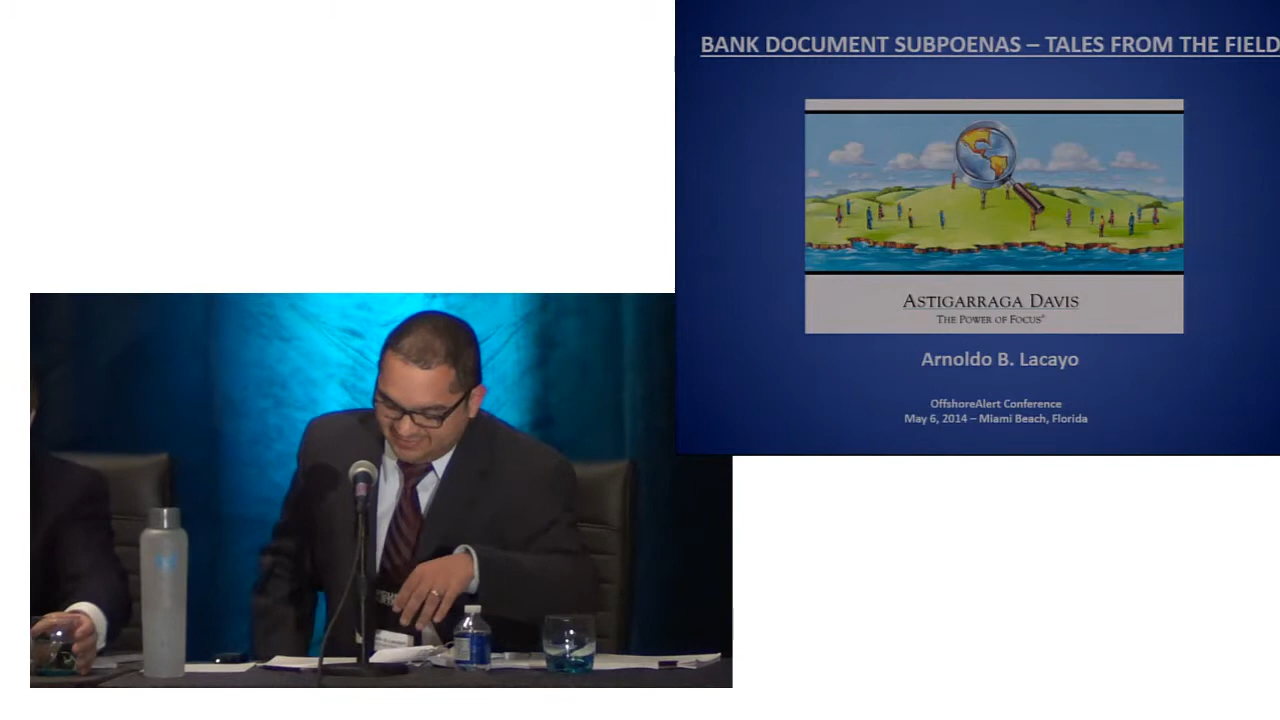 BANK DOCUMENT SUBPOENAS – TALES FROM THE FIELD
ASTIGARRAGA DAVIS
THE POWER OF FOCUS®
Arnoldo B. Lacayo
OffshoreAlert Conference
May 6, 2014 – Miami Beach, Florida